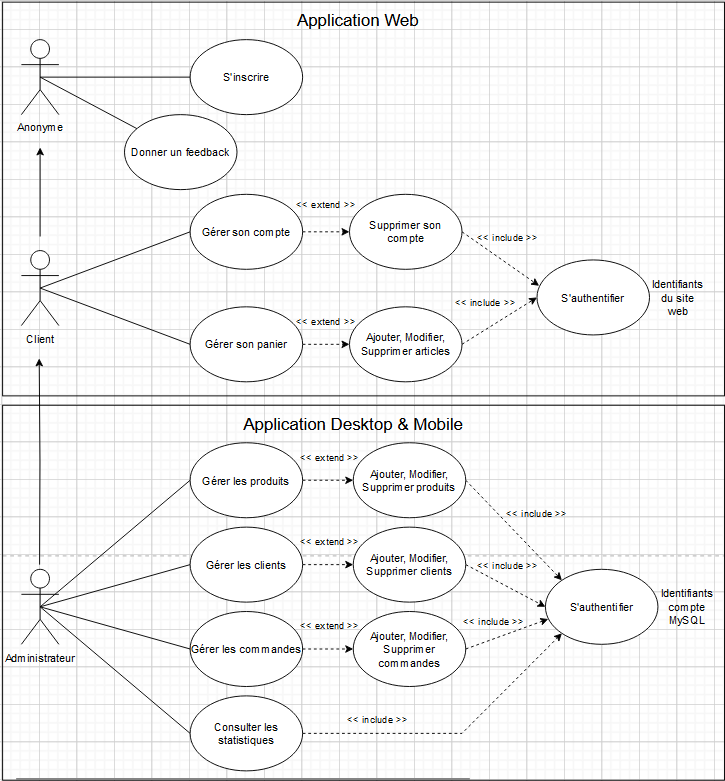 Application Web
S'inscrire
Anonyme
Donner un feedback
<< extend >>
Gérer son compte
Supprimer son
compte
<< include >>
S'authentifier
Identifiants
du site
web
<< include >>
<< extend >>
Client
Gérer son panier
Ajouter, Modifier,
Supprimer articles
Application Desktop & Mobile
<< extend >>
Gérer les produits
Ajouter, Modifier,
Supprimer produits
<< include >>
<< extend >>
Gérer les clients
Ajouter, Modifier,
Supprimer clients
<< include >>
S'authentifier
Identifiants
compte
MySQL
<< extend >>
<< include >>
Administrateur
Gérer les commandes
Ajouter, Modifier,
Supprimer
commandes
Consulter les
statistiques
<< include >>